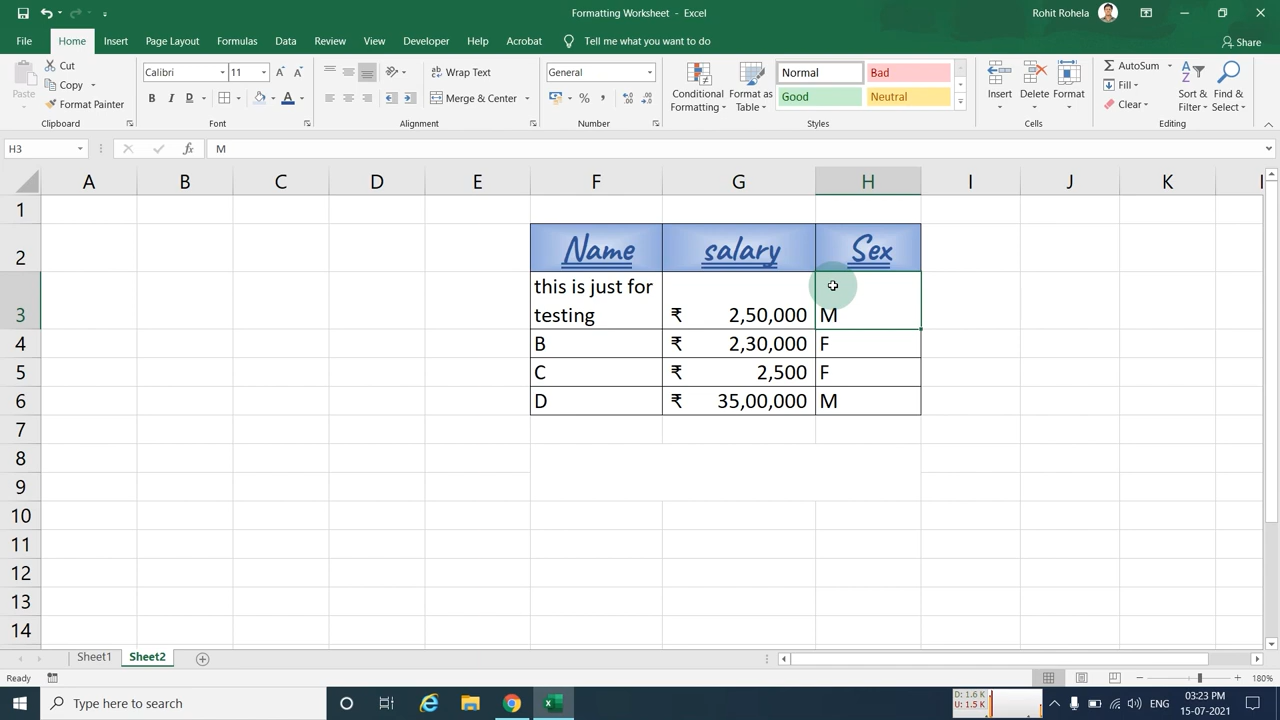 Formatting Worksheet - Excel
Rohit Rohela
File Home Insert Page Layout Formulas Data Review View Developer Help Acrobat Tell me what you want to do Share
Cut
Copy
Format Painter
Paste
Clipboard
Calibri 11
B I U
Font
Wrap Text
Merge & Center
Alignment
General
%
Number
Conditional Formatting
Format as Table
Normal Bad
Good Neutral
Styles
Insert Delete Format
Cells
AutoSum
Fill
Clear
Sort & Filter
Find & Select
Editing
H3 fx M
A B C D E F G H I J K
1
2 Name salary Sex
this is just for
3 testing ₹ 2,50,000 M
4 B ₹ 2,30,000 F
5 C ₹ 2,500 F
6 D ₹ 35,00,000 M
7
8
9
10
11
12
13
14
Sheet1 Sheet2
Ready 180%
Type here to search
D: 1.6 K
U: 1.5 K
ENG
03:23 PM
15-07-2021